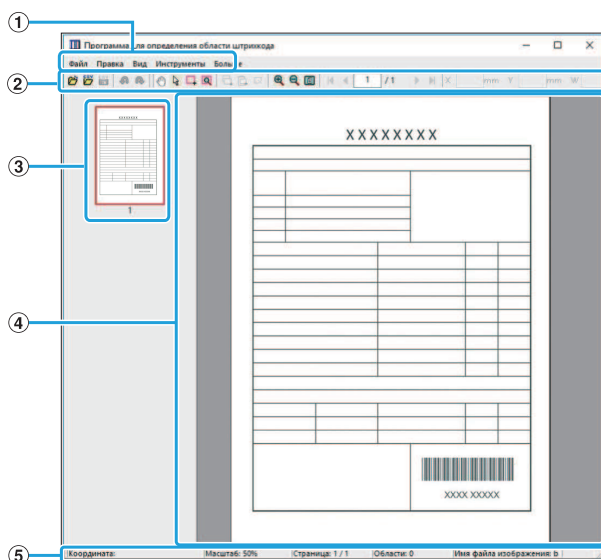 1
Программа для определения области штрихкода
Файл Правка Вид Инструменты Больше
2
1 / 1 X mm Y mm W
3
XXXXXXXX
1
4
XXXX XXXXX
5
Координата: Масштаб: 50% Страница: 1 / 1 Области: 0 Имя файла изображения: b